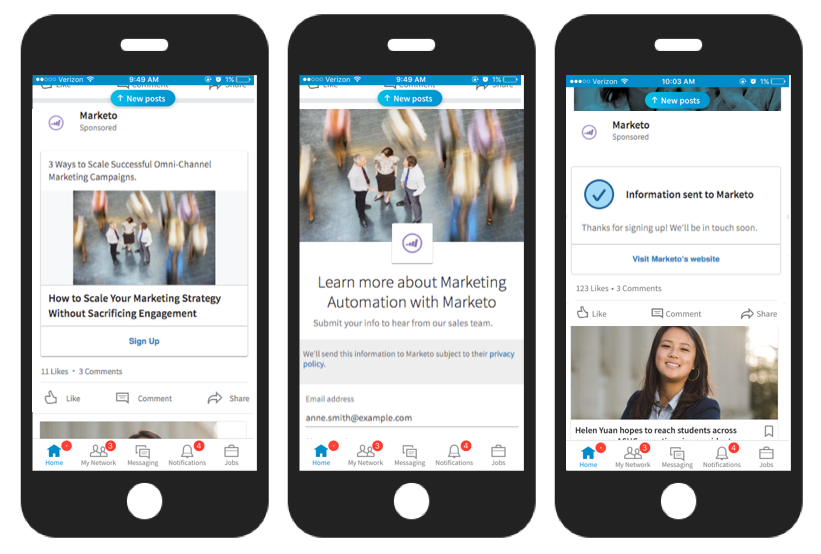 Verizon
9:49 AM
1%
Like
Comment
Share
New posts
Marketo
Sponsored
3 Ways to Scale Successful Omni-Channel
Marketing Campaigns.
How to Scale Your Marketing Strategy
Without Sacrificing Engagement
Sign Up
11 Likes • 3 Comments
Like
Comment
Share
3
4
Home
My Network
Messaging
Notifications
Jobs
Verizon
9:49 AM
1%
Like
Comment
Share
New posts
Learn more about Marketing
Automation with Marketo
Submit your info to hear from our sales team.
We'll send this information to Marketo subject to their privacy
policy.
Email address
anne.smith@example.com
3
4
Home
My Network
Messaging
Notifications
Jobs
Verizon
10:03 AM
1%
New posts
Marketo
Sponsored
Information sent to Marketo
Thanks for signing up! We'll be in touch soon.
Visit Marketo's website
123 Likes • 3 Comments
Like
Comment
Share
Helen Yuan hopes to reach students across
3
4
Home
My Network
Messaging
Notifications
Jobs